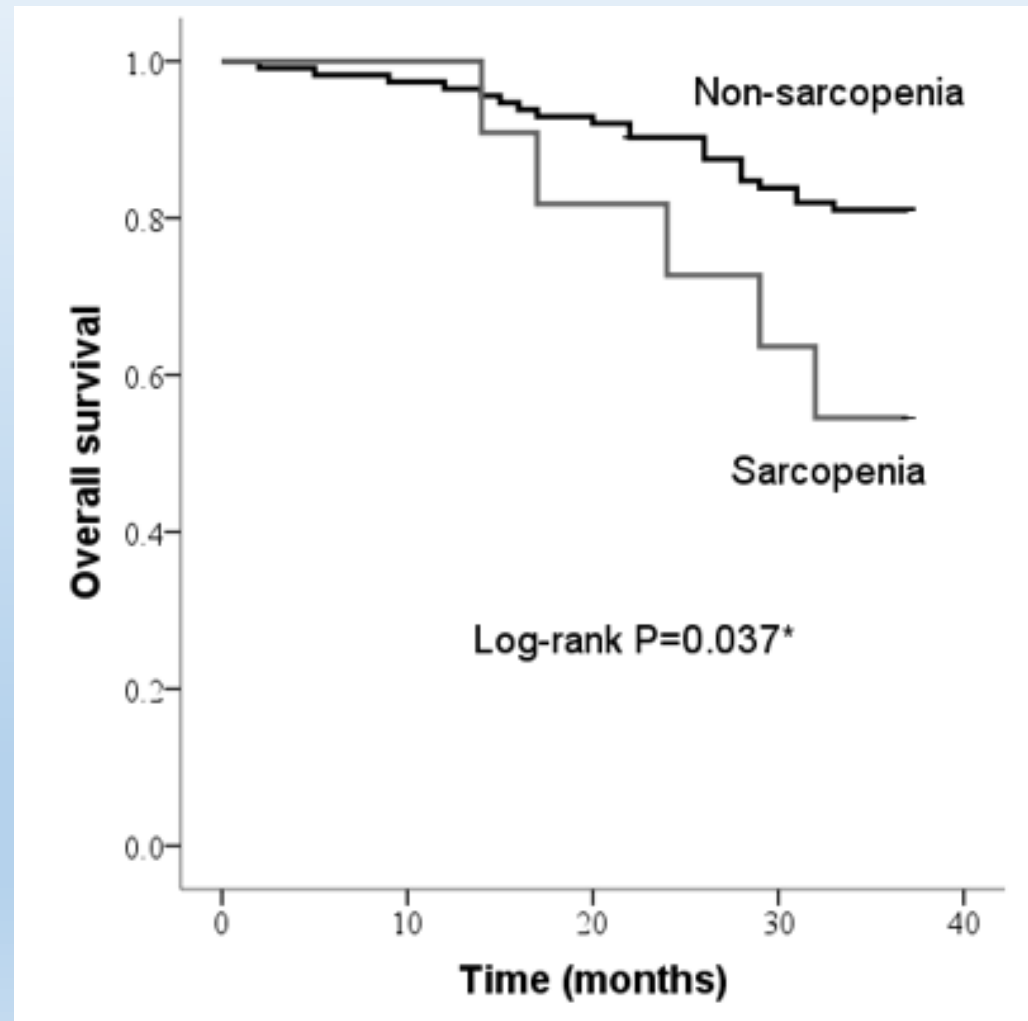 1.0
Non-sarcopenia
0.8
0.6
Overall survival
Sarcopenia
0.4
Log-rank P=0.037*
0.2
0.0
0 10 20 30 40
Time (months)